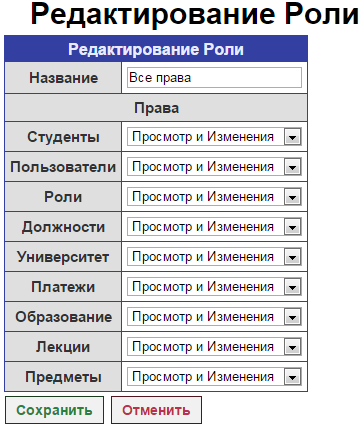 Редактирование Роли
Редактирование Роли
Название Все права
Права
Студенты Просмотр и Изменения
Пользователи Просмотр и Изменения
Роли Просмотр и Изменения
Должности Просмотр и Изменения
Университет Просмотр и Изменения
Платежи Просмотр и Изменения
Образование Просмотр и Изменения
Лекции Просмотр и Изменения
Предметы Просмотр и Изменения
Сохранить Отменить